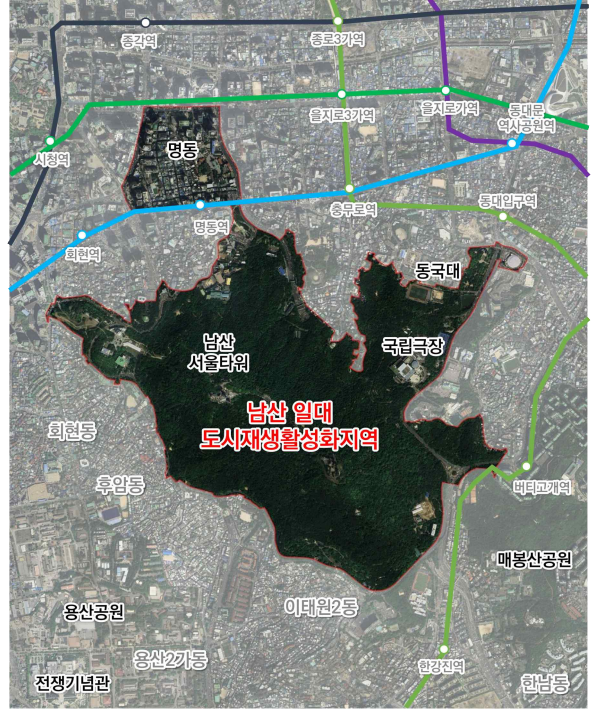 종각역
종로3가역
을지로3가역
을지로가역
동대문
역사공원역
시청역
명동
명동역
충무로역
동대입구역
회현역
동국대
남산
서울타워
국립극장
남산 일대
도시재생활성화지역
회현동
후암동
버티고개역
매봉산공원
용산공원
이태원2동
용산2가동
한강진역
전쟁기념관
한남동